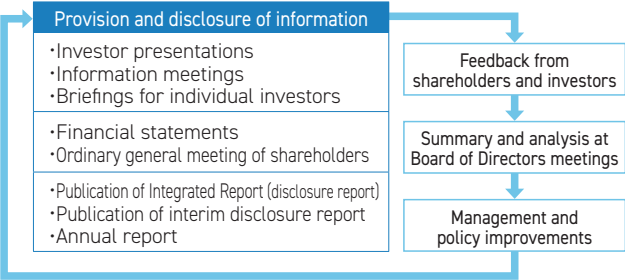 Provision and disclosure of information
・Investor presentations
・Information meetings
・Briefings for individual investors
・Financial statements
・Ordinary general meeting of shareholders
・Publication of Integrated Report (disclosure report)
・Publication of interim disclosure report
・Annual report
Feedback from
shareholders and investors
Summary and analysis at
Board of Directors meetings
Management and
policy improvements